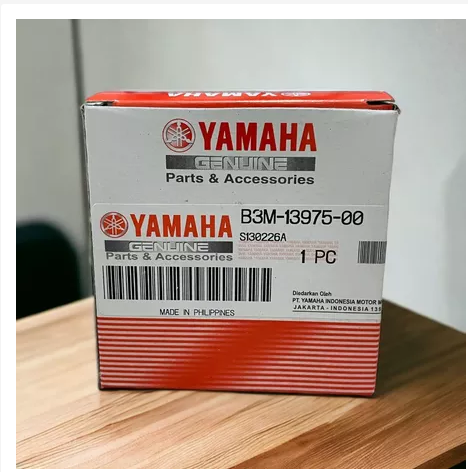 YAMAHA
GENUINE
Parts & Accessories
YAMAHA
GENUINE
Parts & Accessories
B3M-13975-00
S130226A
1 PC
MADE IN PHILIPPINES
Diedarkan Oleh
PT. YAMAHA INDONESIA MOTOR M
JAKARTA - INDONESIA 139